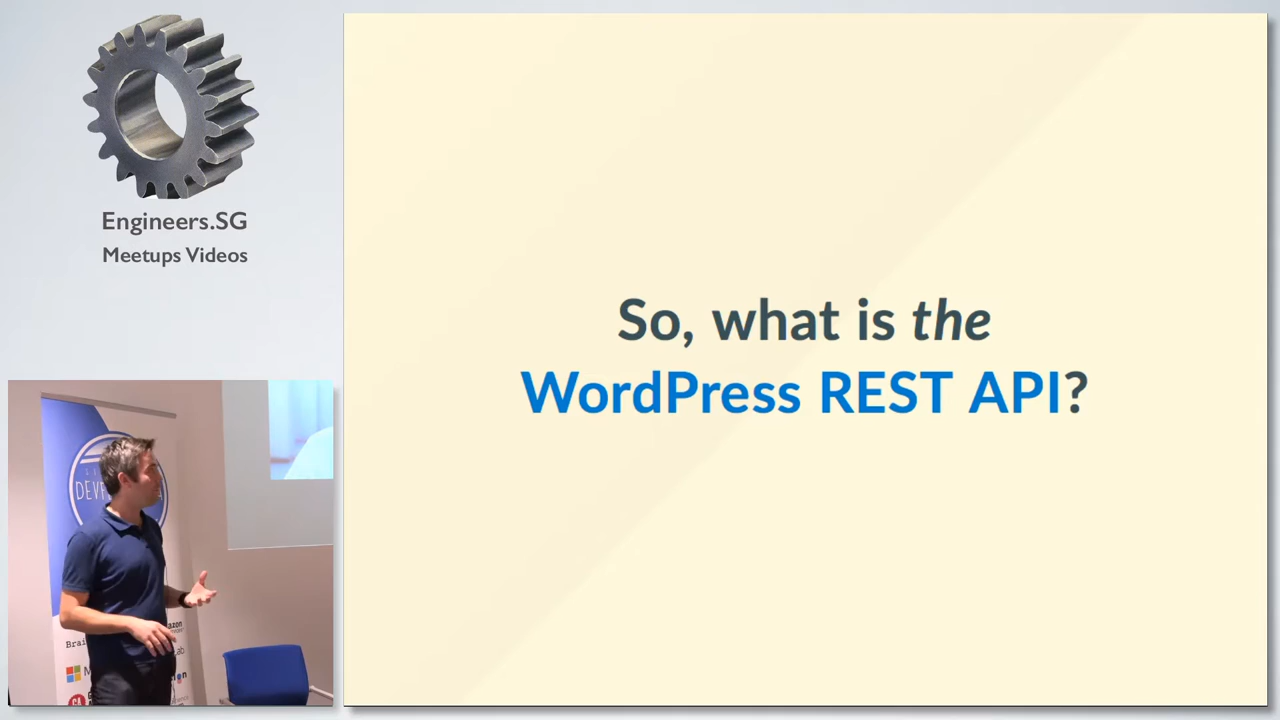 Engineers.SG
Meetups Videos
So, what is the
WordPress REST API?